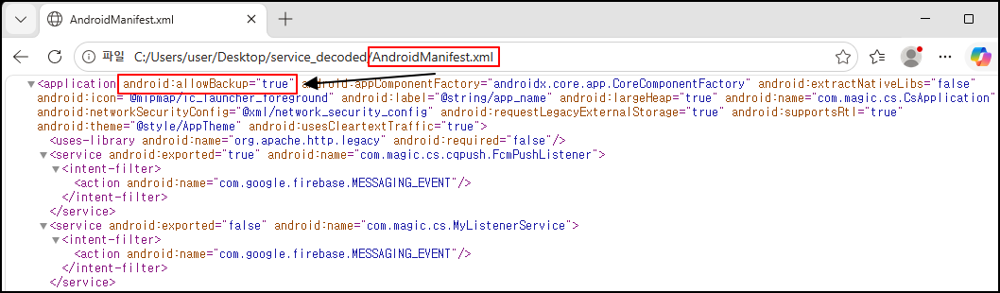 AndroidManifest.xml
파일 C:/Users/user/Desktop/service_decoded/AndroidManifest.xml
<application android:allowBackup="true" android:appComponentFactory="androidx.core.app.CoreComponentFactory" android:extractNativeLibs="false"
android:icon="@mipmap/ic_launcher_foreground" android:label="@string/app_name" android:largeHeap="true" android:name="com.magic.cs.CsApplication"
android:networkSecurityConfig="@xml/network_security_config" android:requestLegacyExternalStorage="true" android:supportsRtl="true"
android:theme="@style/AppTheme" android:usesCleartextTraffic="true">
<uses-library android:name="org.apache.http.legacy" android:required="false"/>
<service android:exported="true" android:name="com.magic.cs.cqpush.FcmPushListener">
<intent-filter>
<action android:name="com.google.firebase.MESSAGING_EVENT"/>
</intent-filter>
</service>
<service android:exported="false" android:name="com.magic.cs.MyListenerService">
<intent-filter>
<action android:name="com.google.firebase.MESSAGING_EVENT"/>
</intent-filter>
</service>